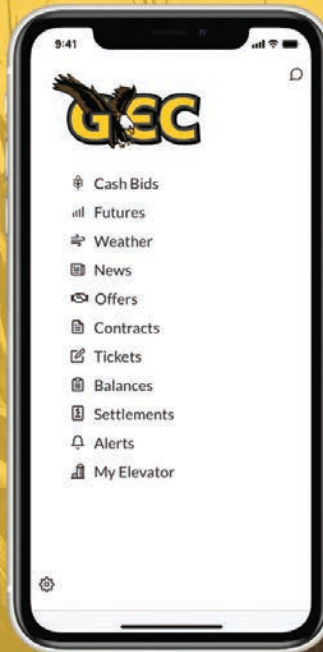 9:41
GEC
Cash Bids
Futures
Weather
News
Offers
Contracts
Tickets
Balances
Settlements
Alerts
My Elevator